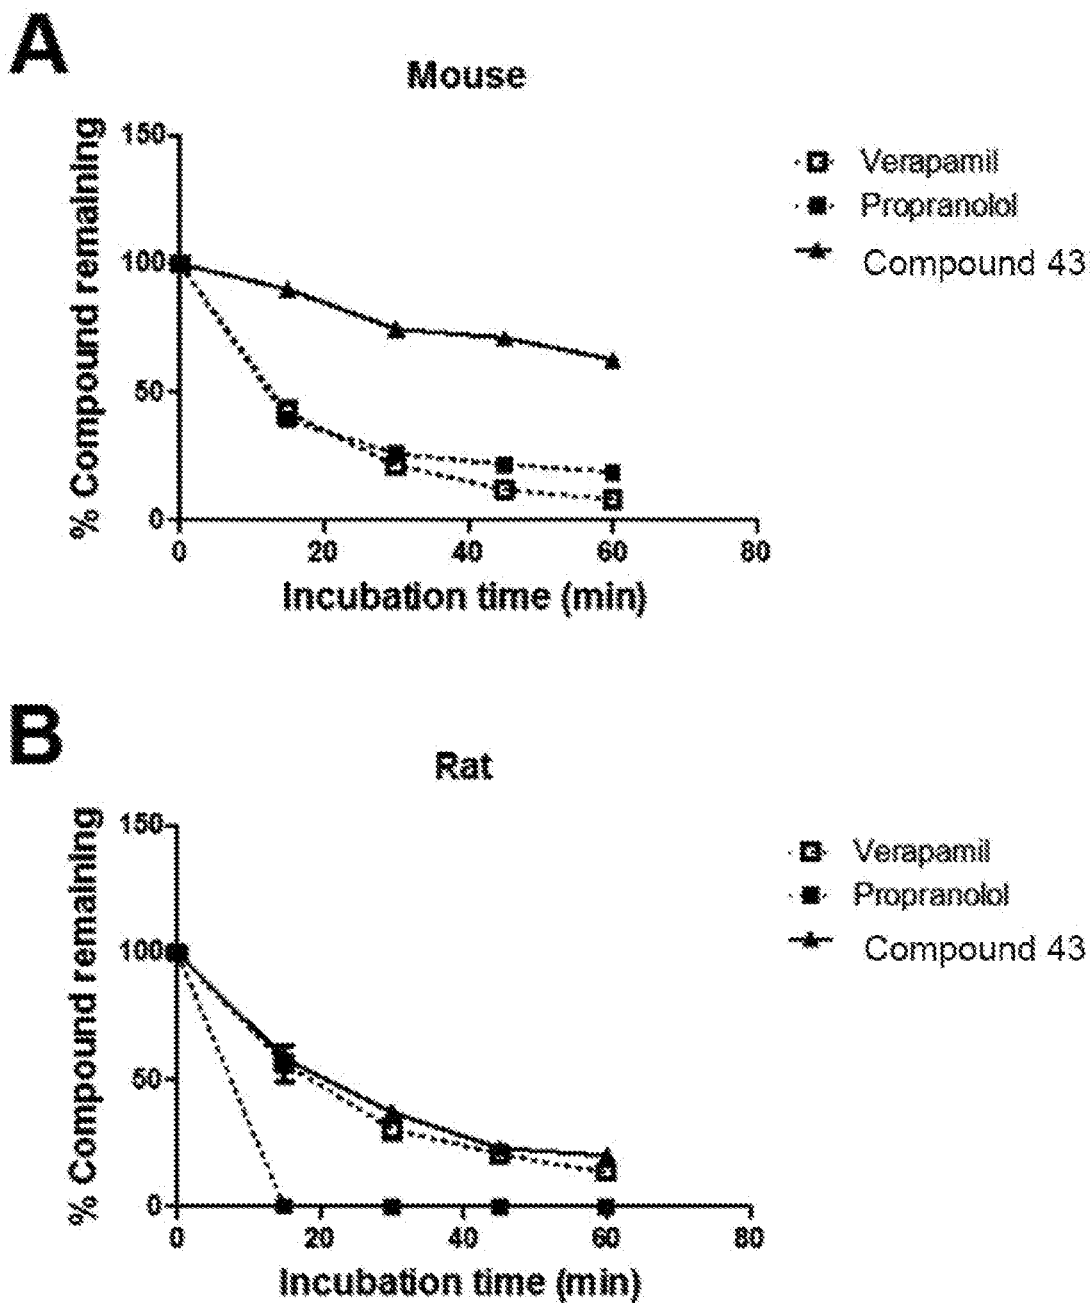 A
Mouse
% Compound remaining
150
100
50
0
0 20 40 60 80
Incubation time (min)
Verapamil
Propranolol
Compound 43
B
Rat
% Compound remaining
150
100
50
0
0 20 40 60 80
Incubation time (min)
Verapamil
Propranolol
Compound 43